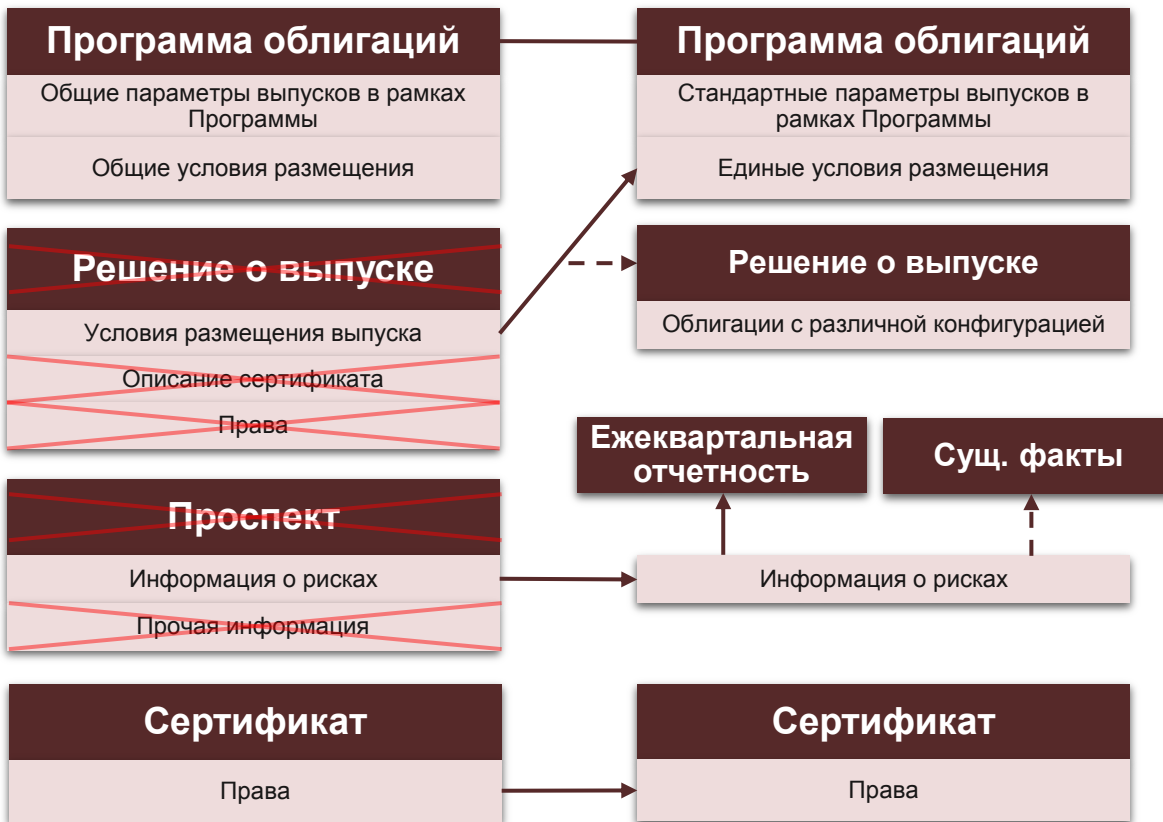 Программа облигаций
Общие параметры выпусков в рамках
Программы
Общие условия размещения
Решение о выпуске
Условия размещения выпуска
Описание сертификата
Права
Проспект
Информация о рисках
Прочая информация
Сертификат
Права
Программа облигаций
Стандартные параметры выпусков в
рамках Программы
Единые условия размещения
Решение о выпуске
Облигации с различной конфигурацией
Ежеквартальная
отчетность
Сущ. факты
Информация о рисках
Сертификат
Права